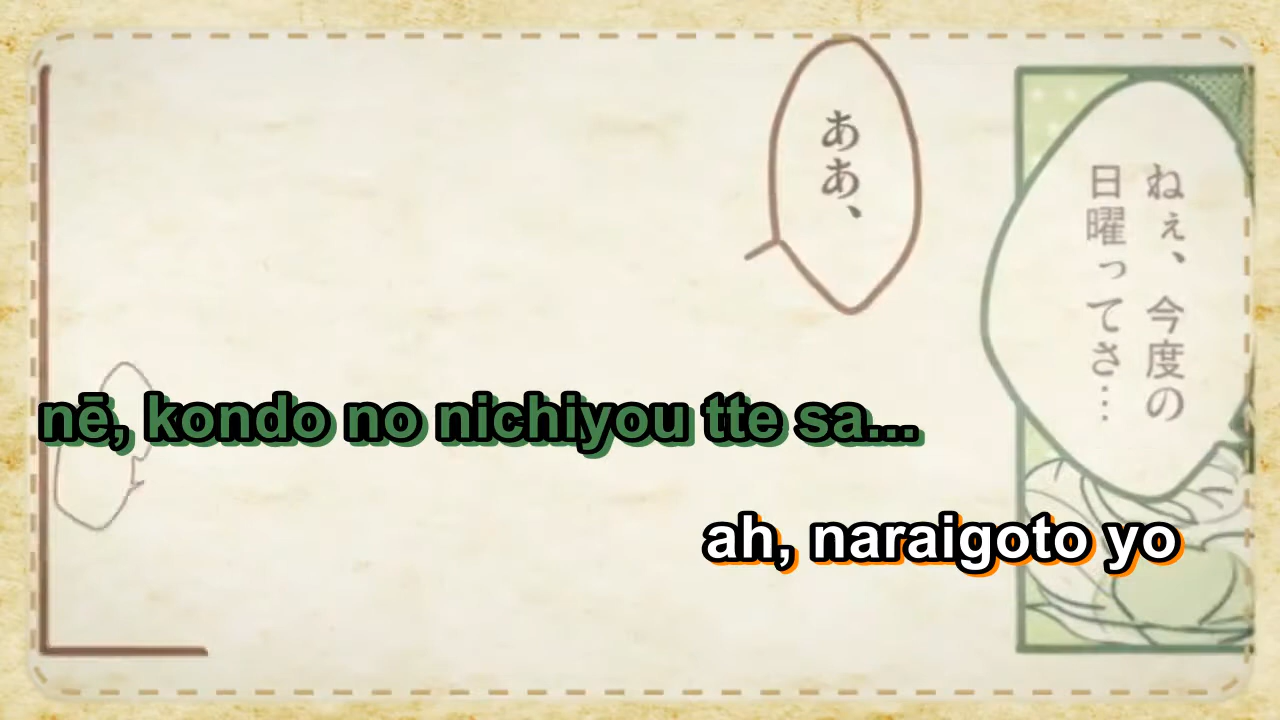 ねぇ、今度の
日曜ってさ…
ああ、
nē, kondo no nichiyou tte sa...
ah, naraigoto yo